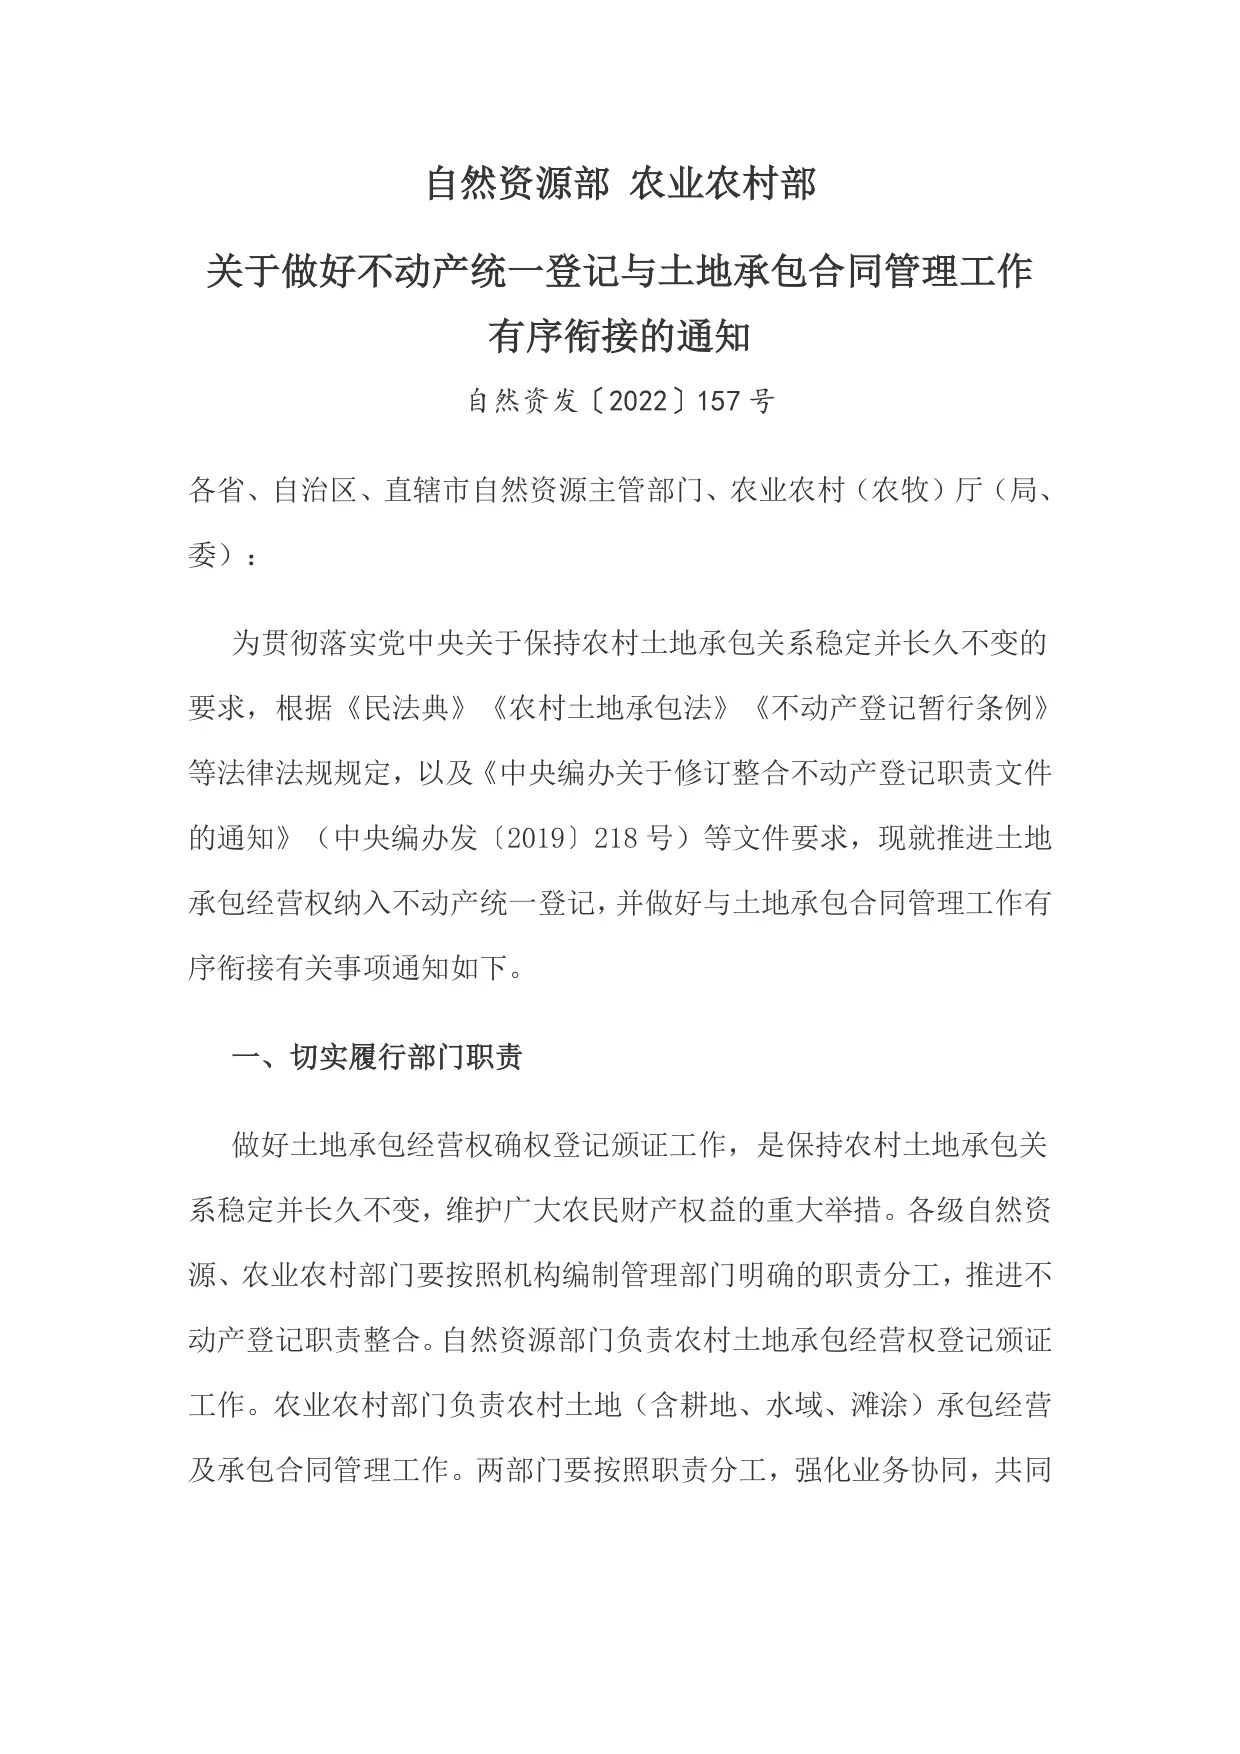 自然资源部 农业农村部
关于做好不动产统一登记与土地承包合同管理工作
有序衔接的通知
自然资发〔2022〕157 号
各省、自治区、直辖市自然资源主管部门、农业农村（农牧）厅（局、
委）:
为贯彻落实党中央关于保持农村土地承包关系稳定并长久不变的
要求，根据《民法典》《农村土地承包法》《不动产登记暂行条例》
等法律法规规定，以及《中央编办关于修订整合不动产登记职责文件
的通知》（中央编办发〔2019〕218 号）等文件要求，现就推进土地
承包经营权纳入不动产统一登记，并做好与土地承包合同管理工作有
序衔接有关事项通知如下。
一、切实履行部门职责
做好土地承包经营权确权登记颁证工作，是保持农村土地承包关
系稳定并长久不变，维护广大农民财产权益的重大举措。各级自然资
源、农业农村部门要按照机构编制管理部门明确的职责分工，推进不
动产登记职责整合。自然资源部门负责农村土地承包经营权登记颁证
工作。农业农村部门负责农村土地（含耕地、水域、滩涂）承包经营
及承包合同管理工作。两部门要按照职责分工，强化业务协同，共同